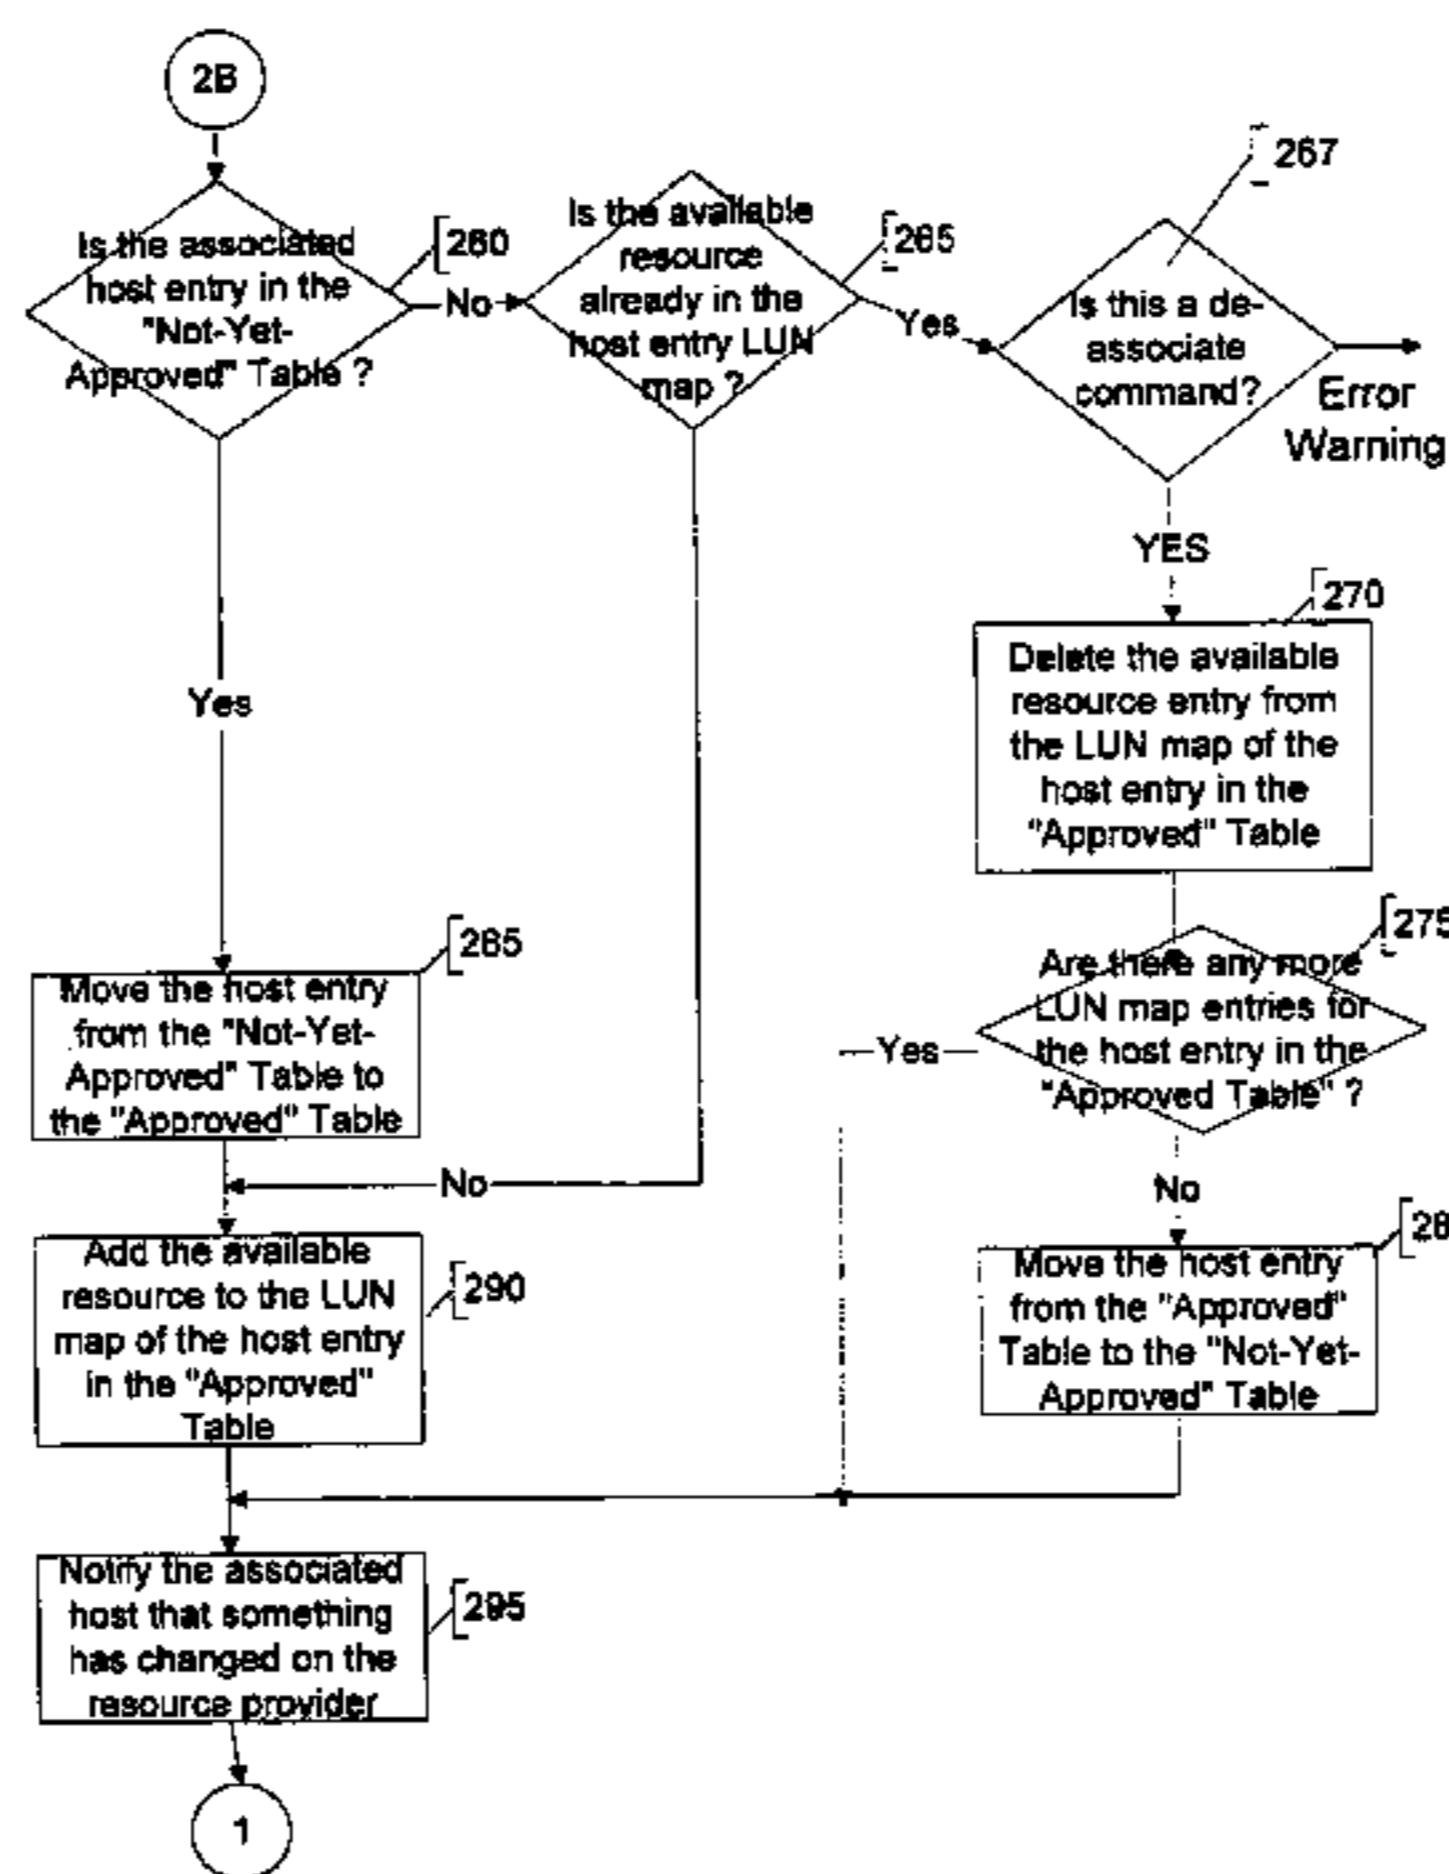 2B
Is the associated
host entry in the
"Not-Yet-
Approved" Table ?
260
No
Is the available
resource
already in the
host entry LUN
map ?
265
Yes
267
Is this a de-
associate
command?
Error
Warning
YES
270
Delete the available
resource entry from
the LUN map of the
host entry in the
"Approved" Table
Yes
275
Are there any more
LUN map entries for
the host entry in the
"Approved Table" ?
Yes
No
285
Move the host entry
from the "Not-Yet-
Approved" Table to
the "Approved" Table
No
28
Move the host entry
from the "Approved"
Table to the "Not-Yet-
Approved" Table
Add the available
resource to the LUN
map of the host entry
in the "Approved"
Table
290
Notify the associated
host that something
has changed on the
resource provider
295
1